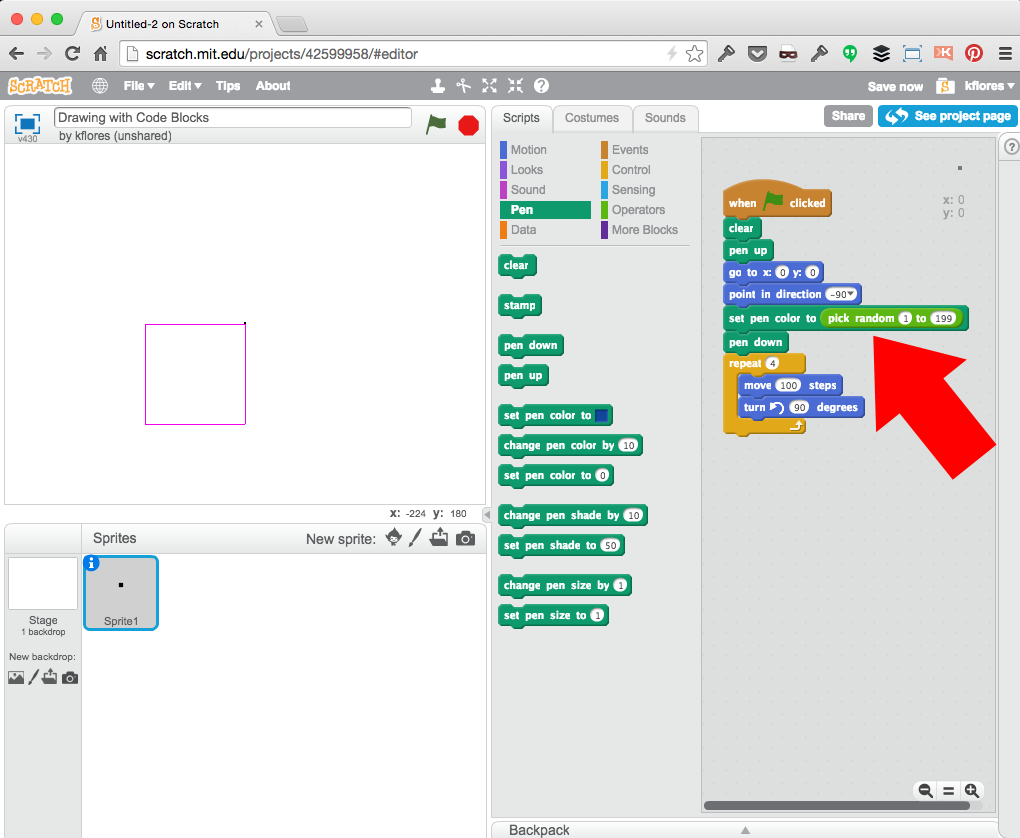 Untitled-2 on Scratch
scratch.mit.edu/projects/42599958/#editor
SCRATCH File Edit Tips About Save now S kflores
v430
Drawing with Code Blocks
by kflores (unshared)
Scripts Costumes Sounds
Share See project page
Motion Events
Looks Control
Sound Sensing
Pen Operators
Data More Blocks
clear
stamp
pen down
pen up
set pen color to
change pen color by 10
set pen color to 0
change pen shade by 10
set pen shade to 50
change pen size by 1
set pen size to 1
x: 0
y: 0
when clicked
clear
pen up
go to x: 0 y: 0
point in direction -90
set pen color to pick random 1 to 199
pen down
repeat 4
move 100 steps
turn 90 degrees
x: -224 y: 180
Sprites New sprite:
Stage
1 backdrop
New backdrop:
Sprite1
Backpack